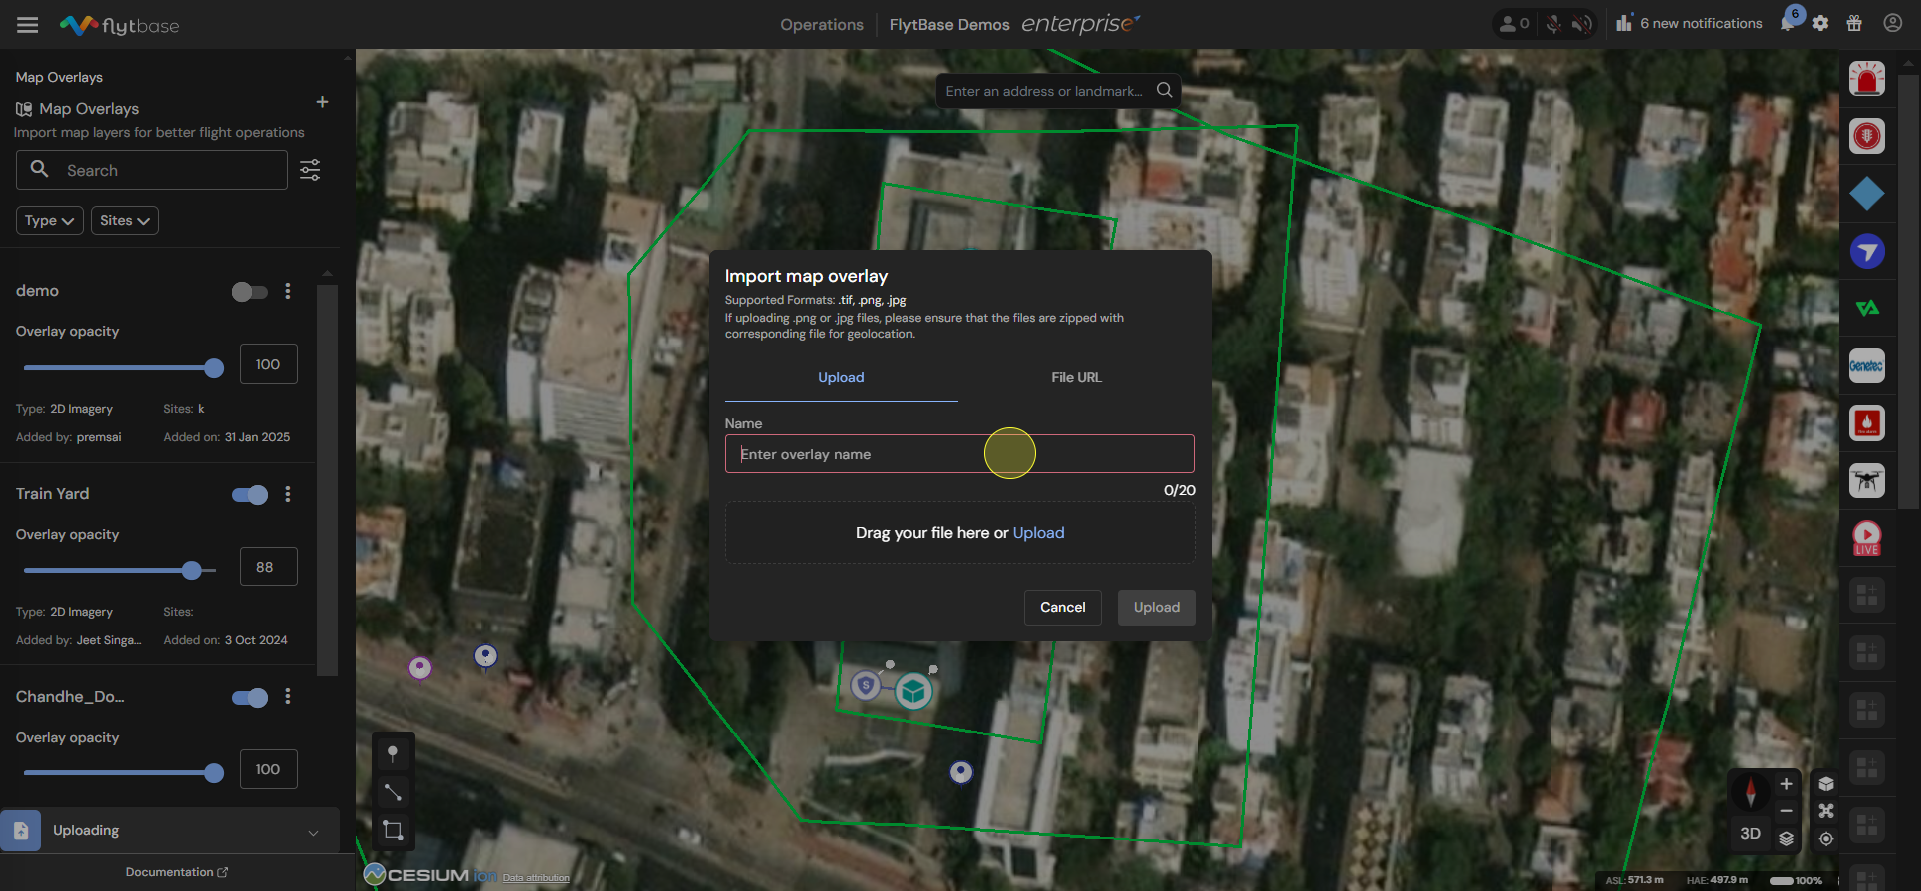 flytbase
Operations
FlytBase Demos enterprise
0
6 new notifications
6
Map Overlays
Map Overlays
Import map layers for better flight operations
Search
Type
Sites
demo
Overlay opacity
100
Type: 2D Imagery
Sites: k
Added by: premsai
Added on: 31 Jan 2025
Train Yard
Overlay opacity
88
Type: 2D Imagery
Sites:
Added by: Jeet Singa...
Added on: 3 Oct 2024
Chandhe_Do...
Overlay opacity
100
Uploading
Documentation
Enter an address or landmark...
Import map overlay
Supported Formats: .tif, .png, .jpg
If uploading .png or .jpg files, please ensure that the files are zipped with
corresponding file for geolocation.
Upload
File URL
Name
Enter overlay name
0/20
Drag your file here or Upload
Cancel
Upload
S
Genetec
LIVE
3D
CESIUM ion
Data attribution
ASL: 571.3 m
HAE: 497.9 m
100%